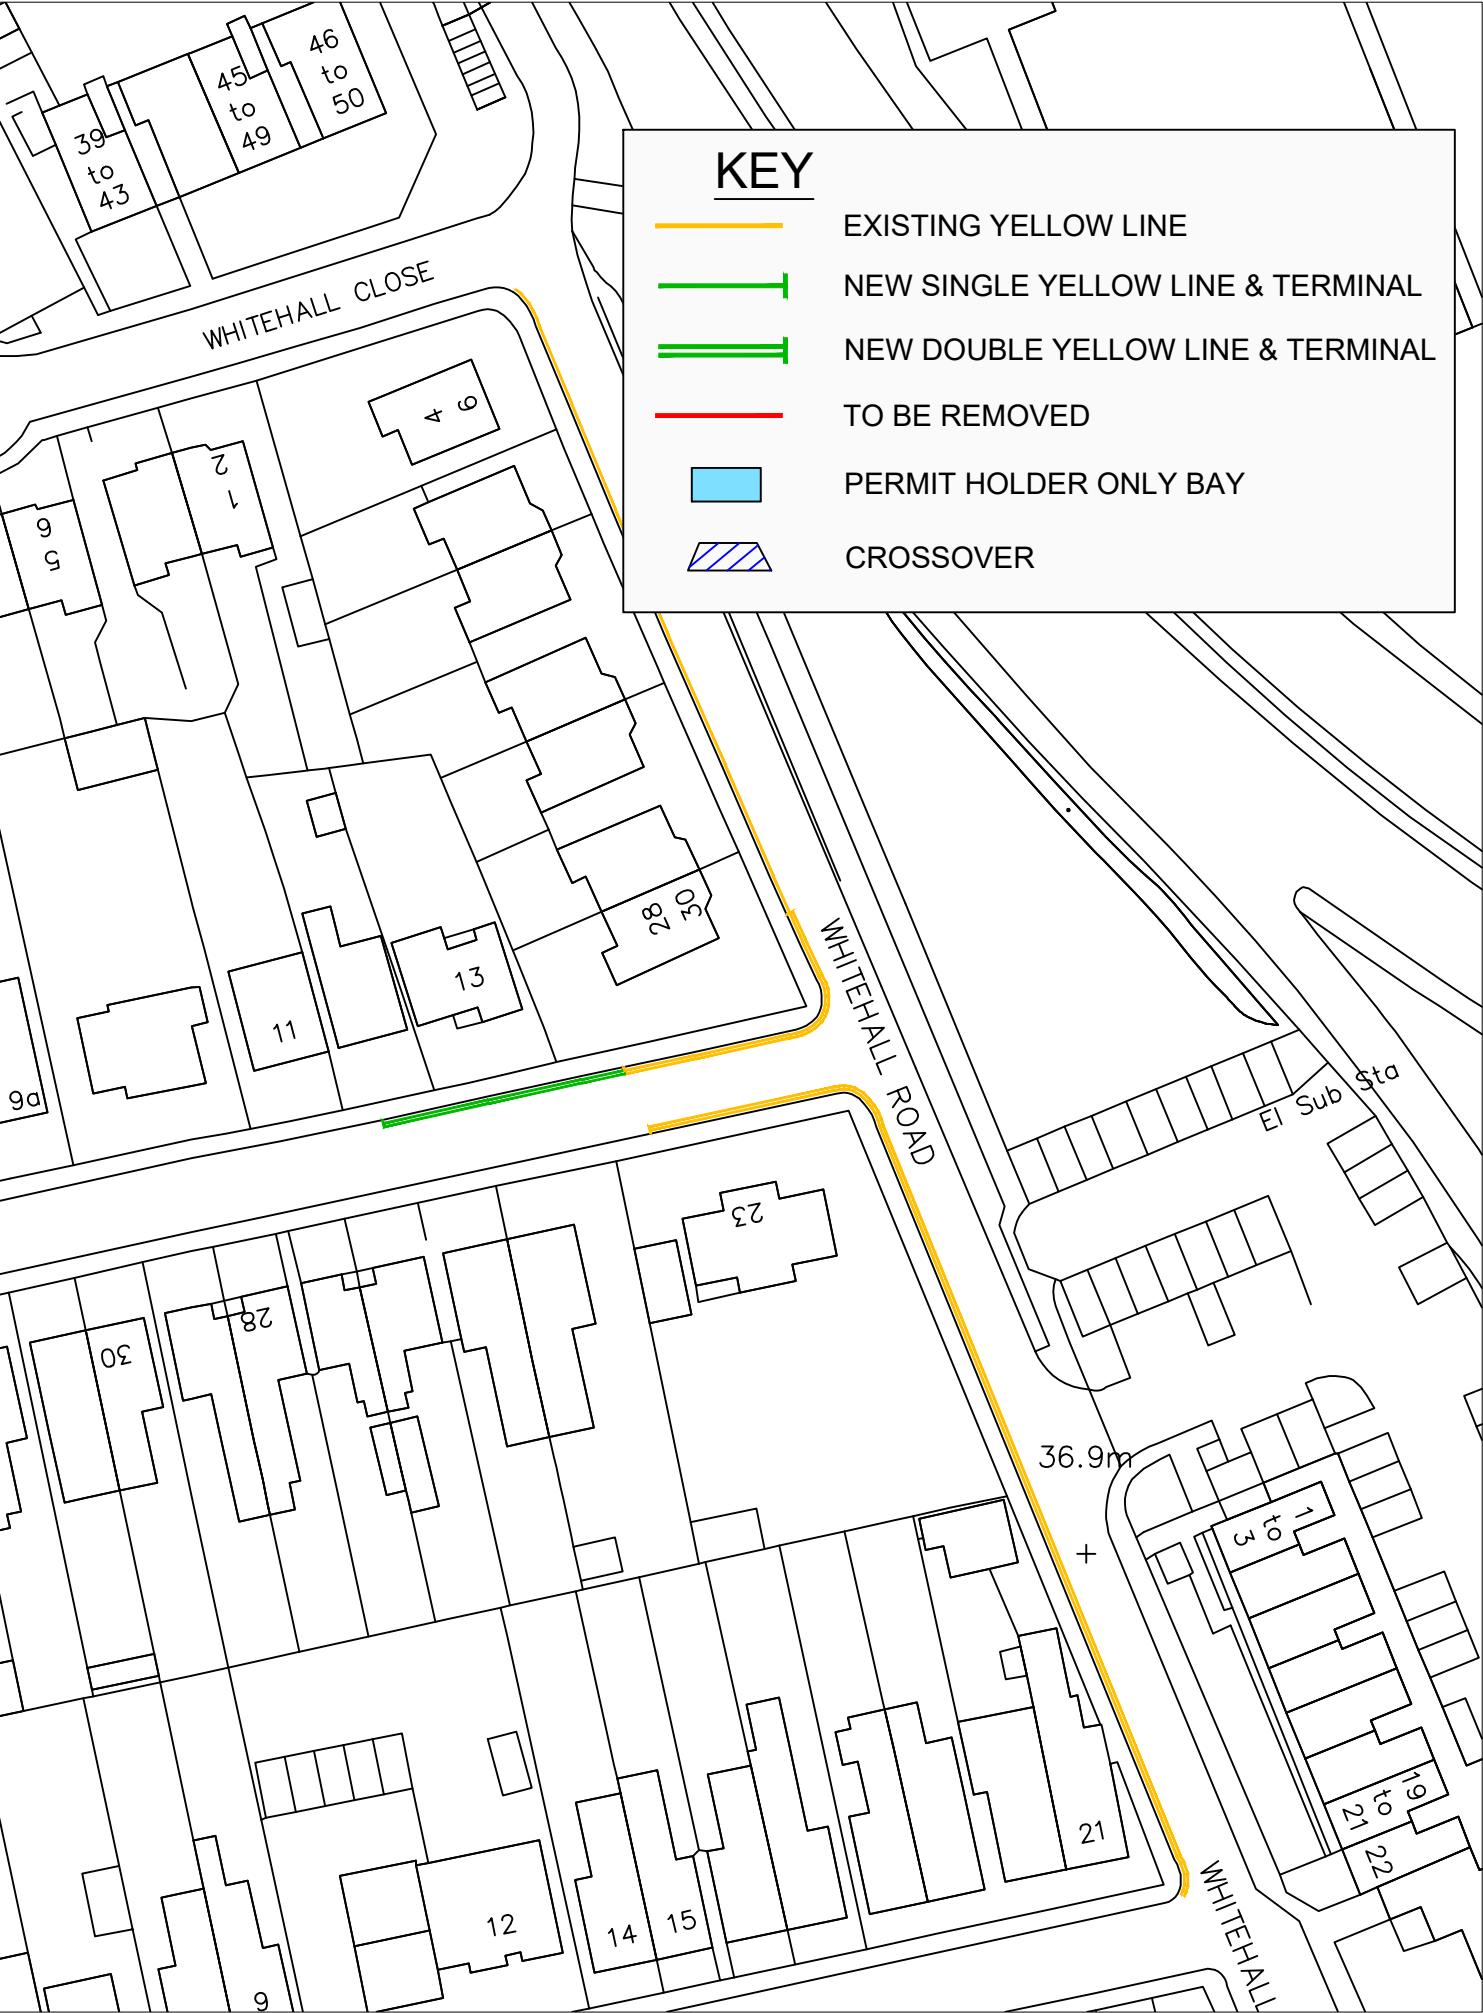 46
to
50
45
to
49
39
to
43
KEY
EXISTING YELLOW LINE
NEW SINGLE YELLOW LINE & TERMINAL
NEW DOUBLE YELLOW LINE & TERMINAL
TO BE REMOVED
PERMIT HOLDER ONLY BAY
CROSSOVER
WHITEHALL CLOSE
4
6
2
1
6
5
28
30
13
11
9a
WHITEHALL ROAD
El Sub Sta
23
28
30
36.9m
1
to
3
19
to
21
22
21
15
14
12
9
WHITEHALL